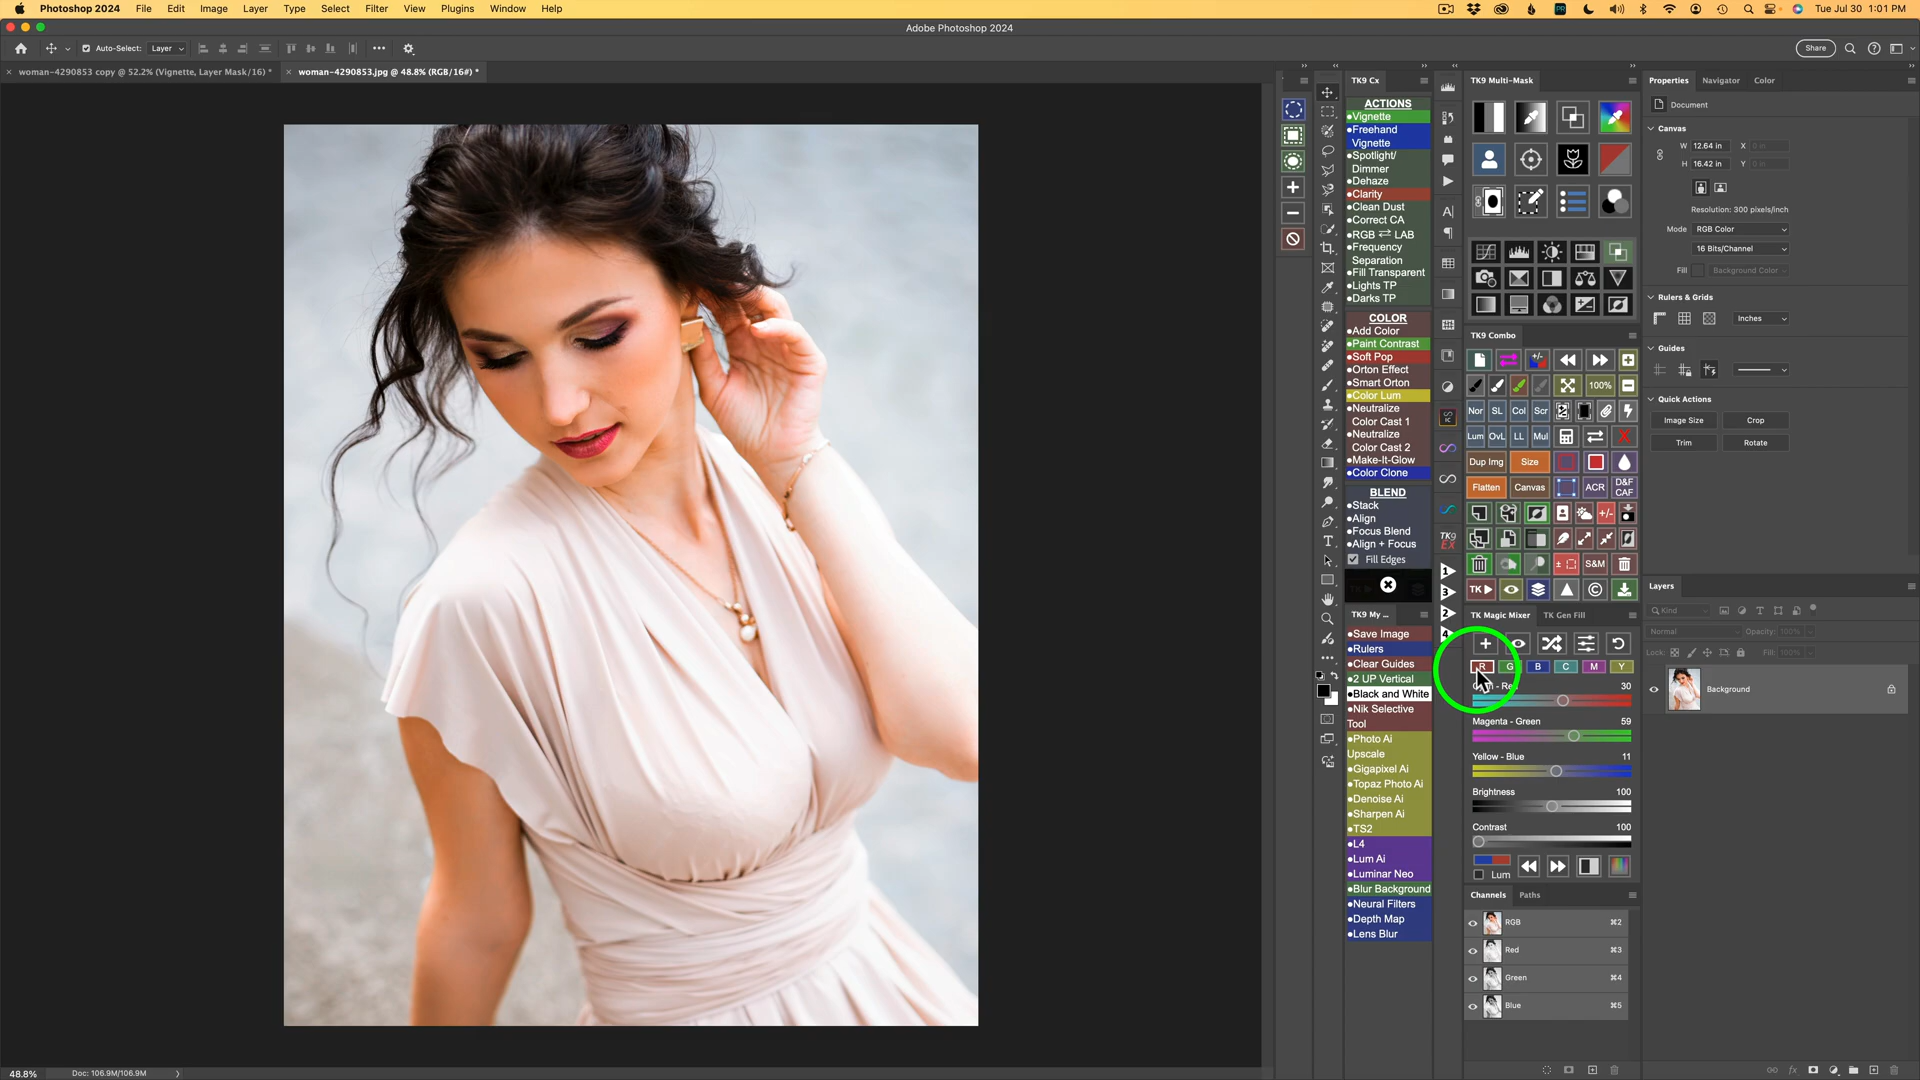 Photoshop 2024 File Edit Image Layer Type Select Filter View Plugins Window Help Tue Jul 30 1:01 PM
Adobe Photoshop 2024
Auto-Select: Layer Share
woman-4290853 copy @ 52.2% (Vignette, Layer Mask/16) * woman-4290853.jpg @ 48.8% (RGB/16#) *
TK9 Cx
ACTIONS
•Vignette
•Freehand
Vignette
•Spotlight/
Dimmer
•Dehaze
•Clarity
•Clean Dust
•Correct CA
•RGB ⇄ LAB
•Frequency
Separation
•Fill Transparent
•Lights TP
•Darks TP
COLOR
•Add Color
•Paint Contrast
•Soft Pop
•Orton Effect
•Smart Orton
•Color Lum
•Neutralize
Color Cast 1
•Neutralize
Color Cast 2
•Make-It-Glow
•Color Clone
BLEND
•Stack
•Align
•Focus Blend
•Align + Focus
Fill Edges
TK9 My ...
•Save Image
•Rulers
•Clear Guides
•2 UP Vertical
•Black and White
•Nik Selective
Tool
•Photo Ai
Upscale
•Gigapixel Ai
•Topaz Photo Ai
•Denoise Ai
•Sharpen Ai
•TS2
•L4
•Lum Ai
•Luminar Neo
•Blur Background
•Neural Filters
•Depth Map
•Lens Blur
TK9
EX
1
3
2
4
TK9 Multi-Mask
TK9 Combo
100%
Nor SL Col Scr
Lum OvL LL Mul
Dup Img Size
Flatten Canvas ACR D&F
CAF
S&M
TK
TK Magic Mixer TK Gen Fill
R G B C M Y
30
Magenta - Green 59
Yellow - Blue 11
Brightness 100
Contrast 100
Lum
Channels Paths
RGB ⌘2
Red ⌘3
Green ⌘4
Blue ⌘5
Properties Navigator Color
Document
Canvas
W 12.64 in X 0 in
H 16.42 in Y 0 in
Resolution: 300 pixels/inch
Mode RGB Color
16 Bits/Channel
Fill Background Color
Rulers & Grids
Inches
Guides
Quick Actions
Image Size Crop
Trim Rotate
Layers
Kind
Normal Opacity: 100%
Lock: Fill: 100%
Background
48.8% Doc: 106.9M/106.9M